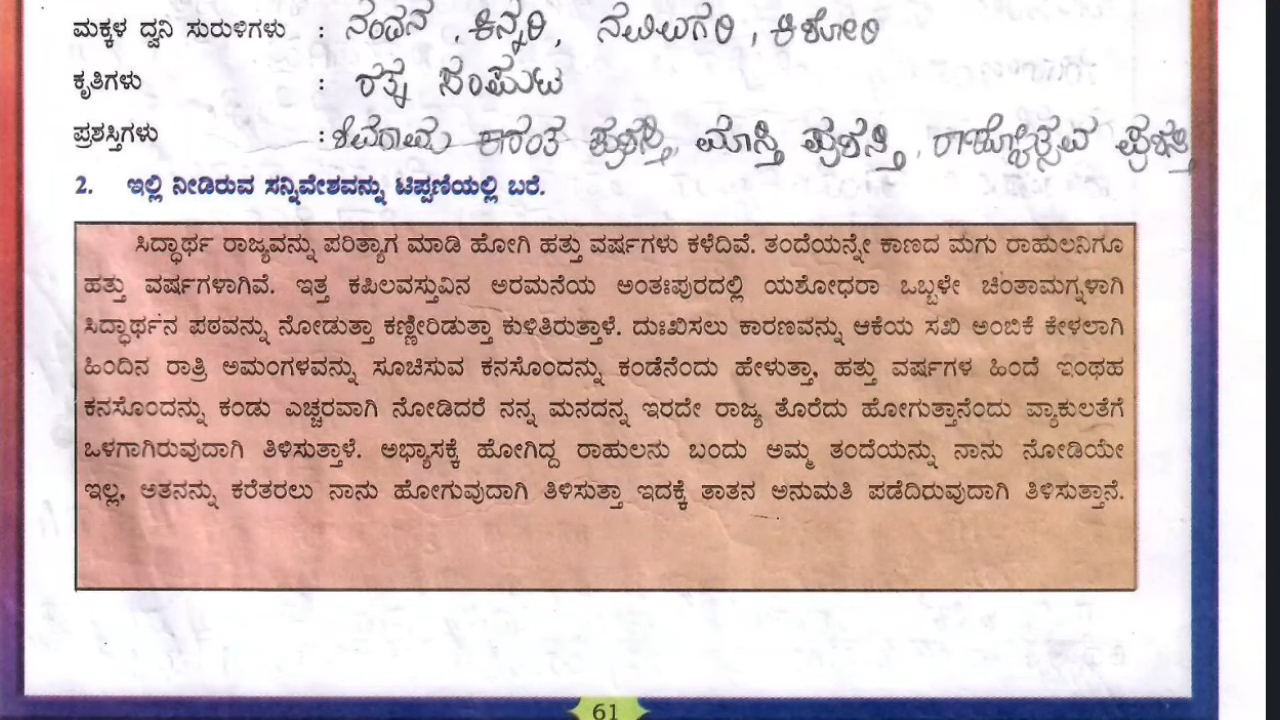 ಮಕ್ಕಳ ಧ್ವನಿ ಸುರುಳಿಗಳು : ನಂದನ, ಕಿನ್ನರಿ, ನವಿಲುಗರಿ, ಕಿಶೋರಿ
ಕೃತಿಗಳು : ರತ್ನ ಸಂಪುಟ
ಪ್ರಶಸ್ತಿಗಳು : ಶಿವರಾಮ ಕಾರಂತ ಪ್ರಶಸ್ತಿ, ಮಾಸ್ತಿ ಪ್ರಶಸ್ತಿ, ರಾಜ್ಯೋತ್ಸವ ಪ್ರಶಸ್ತಿ
2. ಇಲ್ಲಿ ನೀಡಿರುವ ಸನ್ನಿವೇಶವನ್ನು ಟಿಪ್ಪಣಿಯಲ್ಲಿ ಬರೆ.
ಸಿದ್ಧಾರ್ಥ ರಾಜ್ಯವನ್ನು ಪರಿತ್ಯಾಗ ಮಾಡಿ ಹೋಗಿ ಹತ್ತು ವರ್ಷಗಳು ಕಳೆದಿವೆ. ತಂದೆಯನ್ನೇ ಕಾಣದ ಮಗು ರಾಹುಲನಿಗೂ
ಹತ್ತು ವರ್ಷಗಳಾಗಿವೆ. ಇತ್ತ ಕಪಿಲವಸ್ತುವಿನ ಅರಮನೆಯ ಅಂತಃಪುರದಲ್ಲಿ ಯಶೋಧರಾ ಒಬ್ಬಳೇ ಚಿಂತಾಮಗ್ನಳಾಗಿ
ಸಿದ್ಧಾರ್ಥನ ಪಠವನ್ನು ನೋಡುತ್ತಾ ಕಣ್ಣೀರಿಡುತ್ತಾ ಕುಳಿತಿರುತ್ತಾಳೆ. ದುಃಖಿಸಲು ಕಾರಣವನ್ನು ಆಕೆಯ ಸಖಿ ಅಂಬಿಕೆ ಕೇಳಲಾಗಿ
ಹಿಂದಿನ ರಾತ್ರಿ ಅಮಂಗಳವನ್ನು ಸೂಚಿಸುವ ಕನಸೊಂದನ್ನು ಕಂಡೆನೆಂದು ಹೇಳುತ್ತಾ, ಹತ್ತು ವರ್ಷಗಳ ಹಿಂದೆ ಇಂಥಹ
ಕನಸೊಂದನ್ನು ಕಂಡು ಎಚ್ಚರವಾಗಿ ನೋಡಿದರೆ ನನ್ನ ಮನದನ್ನ ಇರದೇ ರಾಜ್ಯ ತೊರೆದು ಹೋಗುತ್ತಾನೆಂದು ವ್ಯಾಕುಲತೆಗೆ
ಒಳಗಾಗಿರುವುದಾಗಿ ತಿಳಿಸುತ್ತಾಳೆ. ಅಭ್ಯಾಸಕ್ಕೆ ಹೋಗಿದ್ದ ರಾಹುಲನು ಬಂದು ಅಮ್ಮ ತಂದೆಯನ್ನು ನಾನು ನೋಡಿಯೇ
ಇಲ್ಲ, ಅತನನ್ನು ಕರೆತರಲು ನಾನು ಹೋಗುವುದಾಗಿ ತಿಳಿಸುತ್ತಾ ಇದಕ್ಕೆ ತಾತನ ಅನುಮತಿ ಪಡೆದಿರುವುದಾಗಿ ತಿಳಿಸುತ್ತಾನೆ.
61